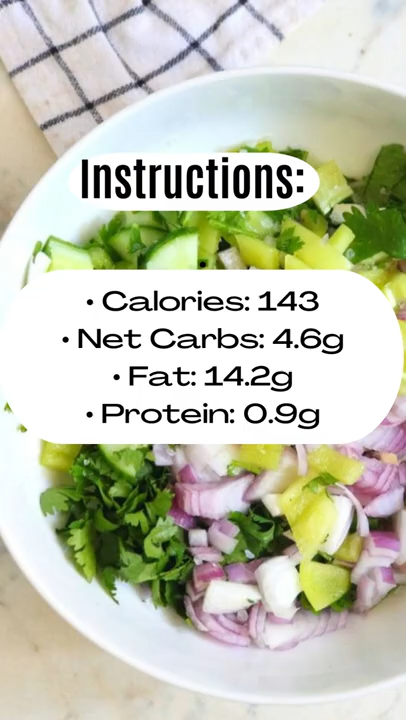 Instructions:
• Calories: 143
• Net Carbs: 4.6g
• Fat: 14.2g
• Protein: 0.9g